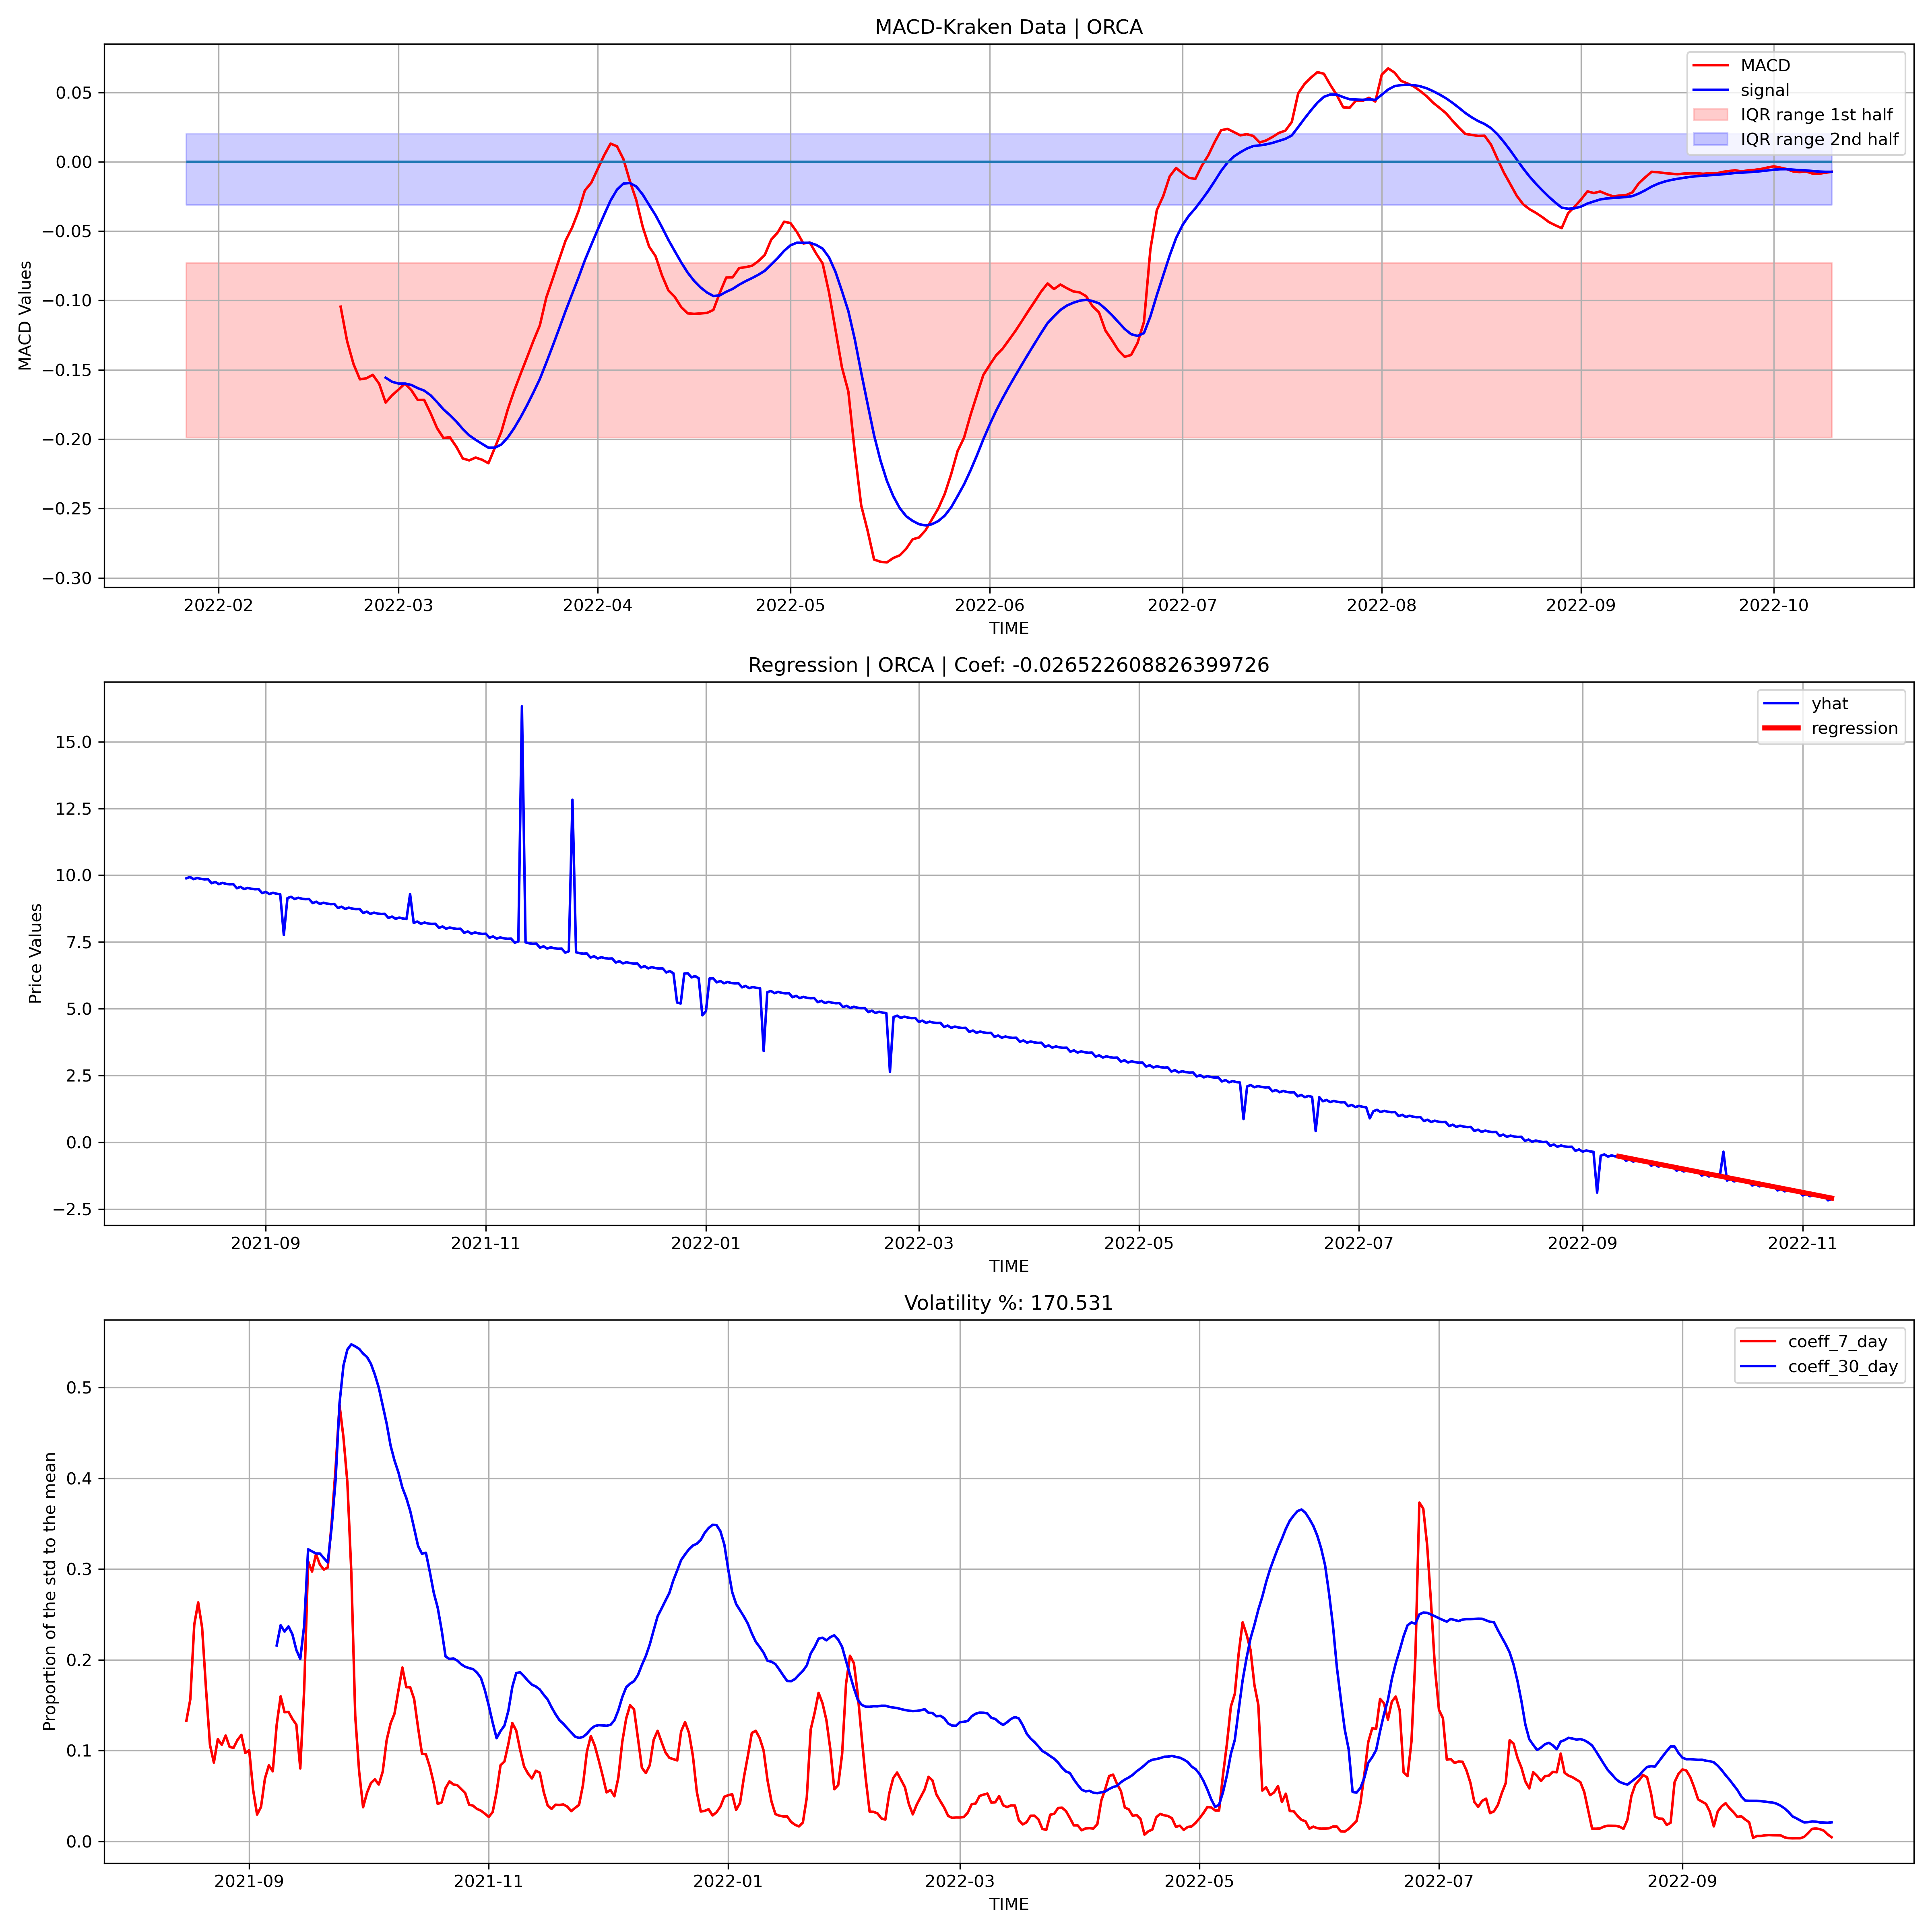 MACD-Kraken Data | ORCA
MACD Values
0.05
0.00
−0.05
−0.10
−0.15
−0.20
−0.25
−0.30
MACD
signal
IQR range 1st half
IQR range 2nd half
2022-02 2022-03 2022-04 2022-05 2022-06 2022-07 2022-08 2022-09 2022-10
TIME
Regression | ORCA | Coef: -0.026522608826399726
Price Values
15.0
12.5
10.0
7.5
5.0
2.5
0.0
−2.5
yhat
regression
2021-09 2021-11 2022-01 2022-03 2022-05 2022-07 2022-09 2022-11
TIME
Volatility %: 170.531
Proportion of the std to the mean
0.5
0.4
0.3
0.2
0.1
0.0
coeff_7_day
coeff_30_day
2021-09 2021-11 2022-01 2022-03 2022-05 2022-07 2022-09
TIME